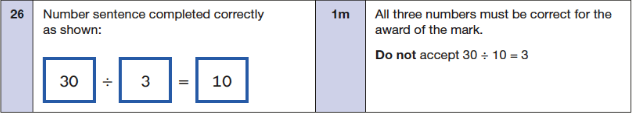 26 Number sentence completed correctly
as shown:
30 ÷ 3 = 10
1m All three numbers must be correct for the
award of the mark.
Do not accept 30 ÷ 10 = 3